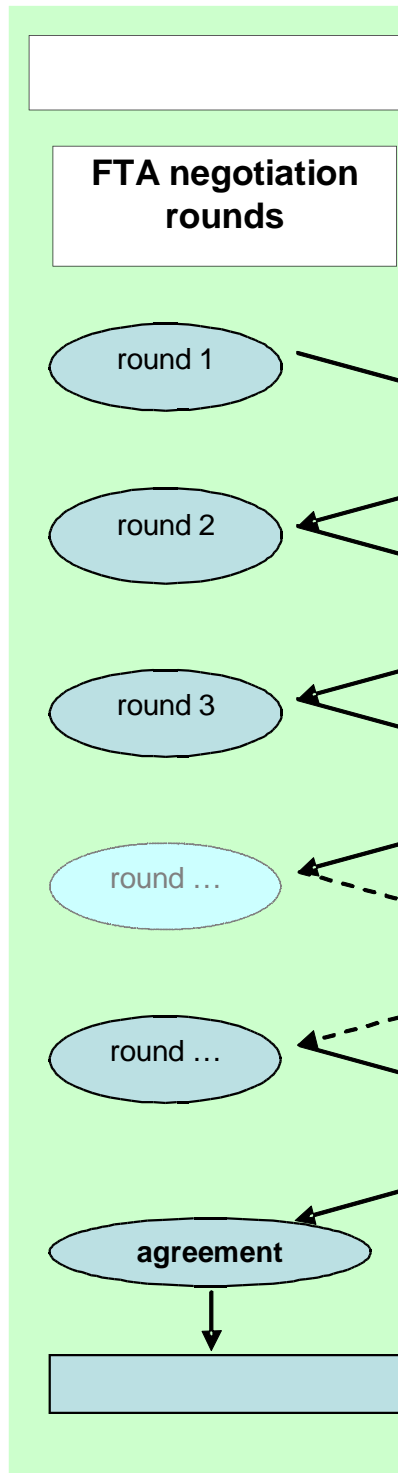 FTA negotiation
rounds
round 1
round 2
round 3
round …
round …
agreement